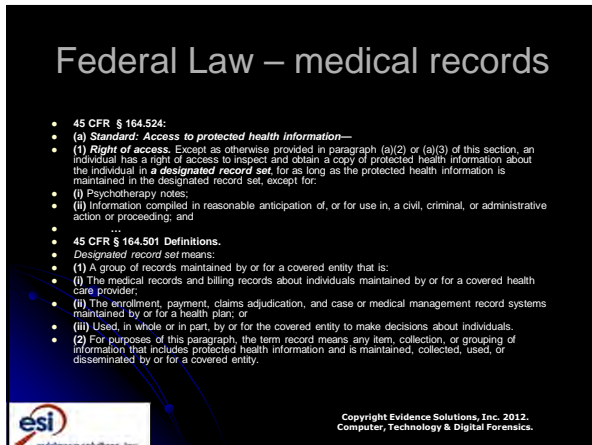 Federal Law – medical records
45 CFR § 164.524:
(a) Standard: Access to protected health information—
(1) Right of access. Except as otherwise provided in paragraph (a)(2) or (a)(3) of this section, an
individual has a right of access to inspect and obtain a copy of protected health information about
the individual in a designated record set, for as long as the protected health information is
maintained in the designated record set, except for:
(i) Psychotherapy notes;
(ii) Information compiled in reasonable anticipation of, or for use in, a civil, criminal, or administrative
action or proceeding; and
...
45 CFR § 164.501 Definitions.
Designated record set means:
(1) A group of records maintained by or for a covered entity that is:
(i) The medical records and billing records about individuals maintained by or for a covered health
care provider;
(ii) The enrollment, payment, claims adjudication, and case or medical management record systems
maintained by or for a health plan; or
(iii) Used, in whole or in part, by or for the covered entity to make decisions about individuals.
(2) For purposes of this paragraph, the term record means any item, collection, or grouping of
information that includes protected health information and is maintained, collected, used, or
disseminated by or for a covered entity.
esi
Copyright Evidence Solutions, Inc. 2012.
Computer, Technology & Digital Forensics.